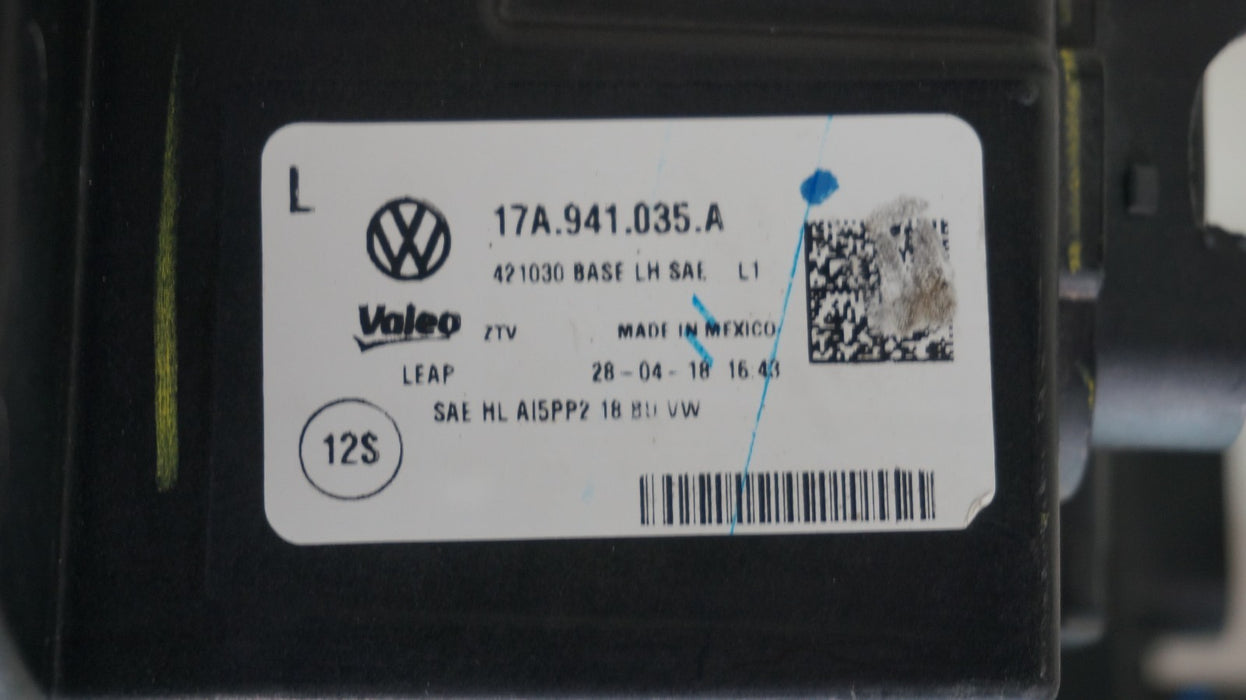 L
17A.941.035.A
421030 BASE LH SAE L1
Valeo ZTV MADE IN MEXICO
LEAP 28-04-18 16:43
SAE HL AI5PP2 18 VW
12S